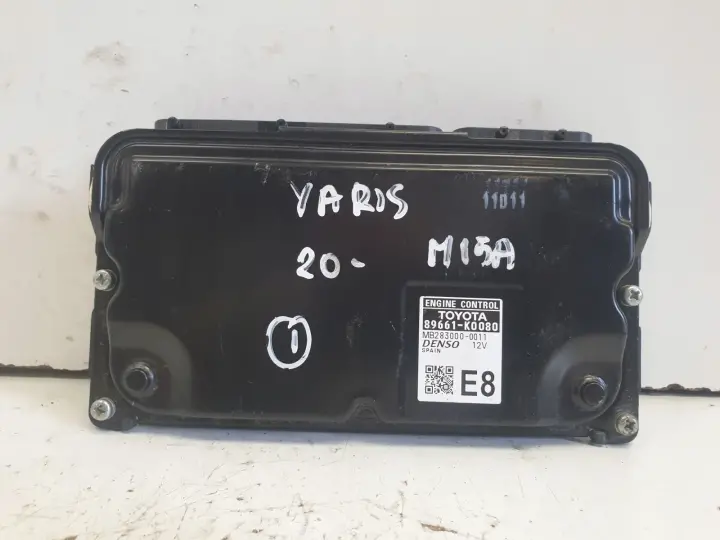 YARIS
11011
20-
M15A
1
ENGINE CONTROL
TOYOTA
89661-K0080
MB283000-0011
DENSO 12V
SPAIN
E8